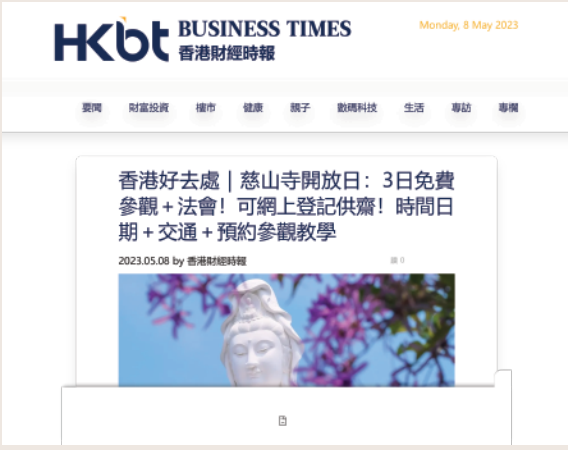 HKbt BUSINESS TIMES
香港財經時報
Monday, 8 May 2023
要聞 財富投資 樓市 健康 親子 數碼科技 生活 專訪 專欄
香港好去處 | 慈山寺開放日：3日免費
參觀 + 法會！可網上登記供齋！時間日
期 + 交通 + 預約參觀教學
2023.05.08 by 香港財經時報
0